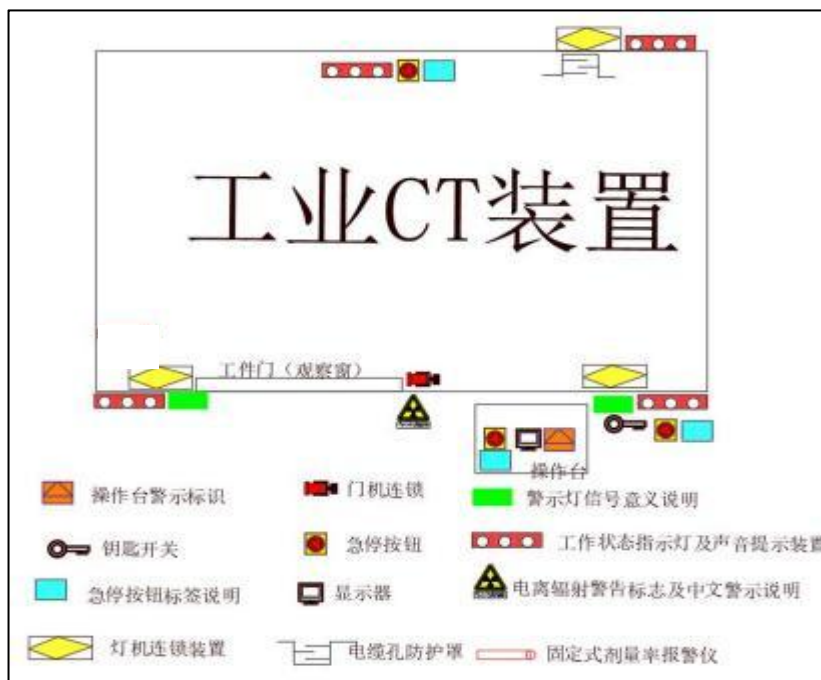 工业CT装置
工件门（观察窗）
操作台
操作台警示标识
门机连锁
警示灯信号意义说明
钥匙开关
急停按钮
工作状态指示灯及声音提示装置
急停按钮标签说明
显示器
电离辐射警告标志及中文警示说明
灯机连锁装置
电缆孔防护罩
固定式剂量率报警仪